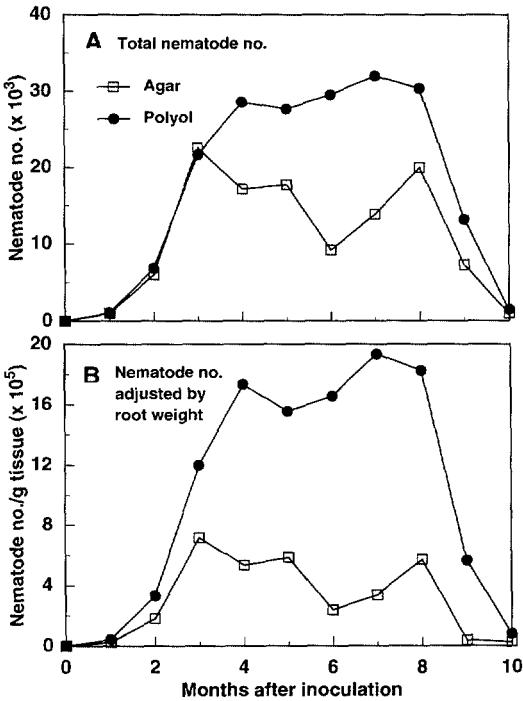 40
30
20
10
0
Nematode no. (x 10³)
A Total nematode no.
Agar
Polyol
20
16
12
8
4
0
Nematode no./g tissue (x 10⁵)
B Nematode no.
adjusted by
root weight
0 2 4 6 8 10
Months after inoculation